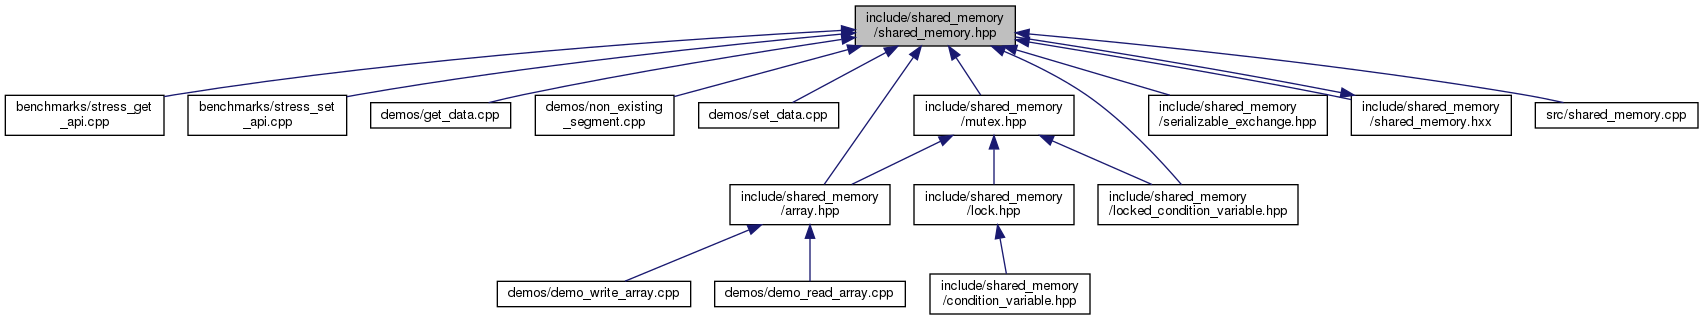 include/shared_memory
/shared_memory.hpp
benchmarks/stress_get
_api.cpp
benchmarks/stress_set
_api.cpp
demos/get_data.cpp
demos/non_existing
_segment.cpp
demos/set_data.cpp
include/shared_memory
/mutex.hpp
include/shared_memory
/serializable_exchange.hpp
include/shared_memory
/shared_memory.hxx
src/shared_memory.cpp
include/shared_memory
/array.hpp
include/shared_memory
/lock.hpp
include/shared_memory
/locked_condition_variable.hpp
demos/demo_write_array.cpp
demos/demo_read_array.cpp
include/shared_memory
/condition_variable.hpp